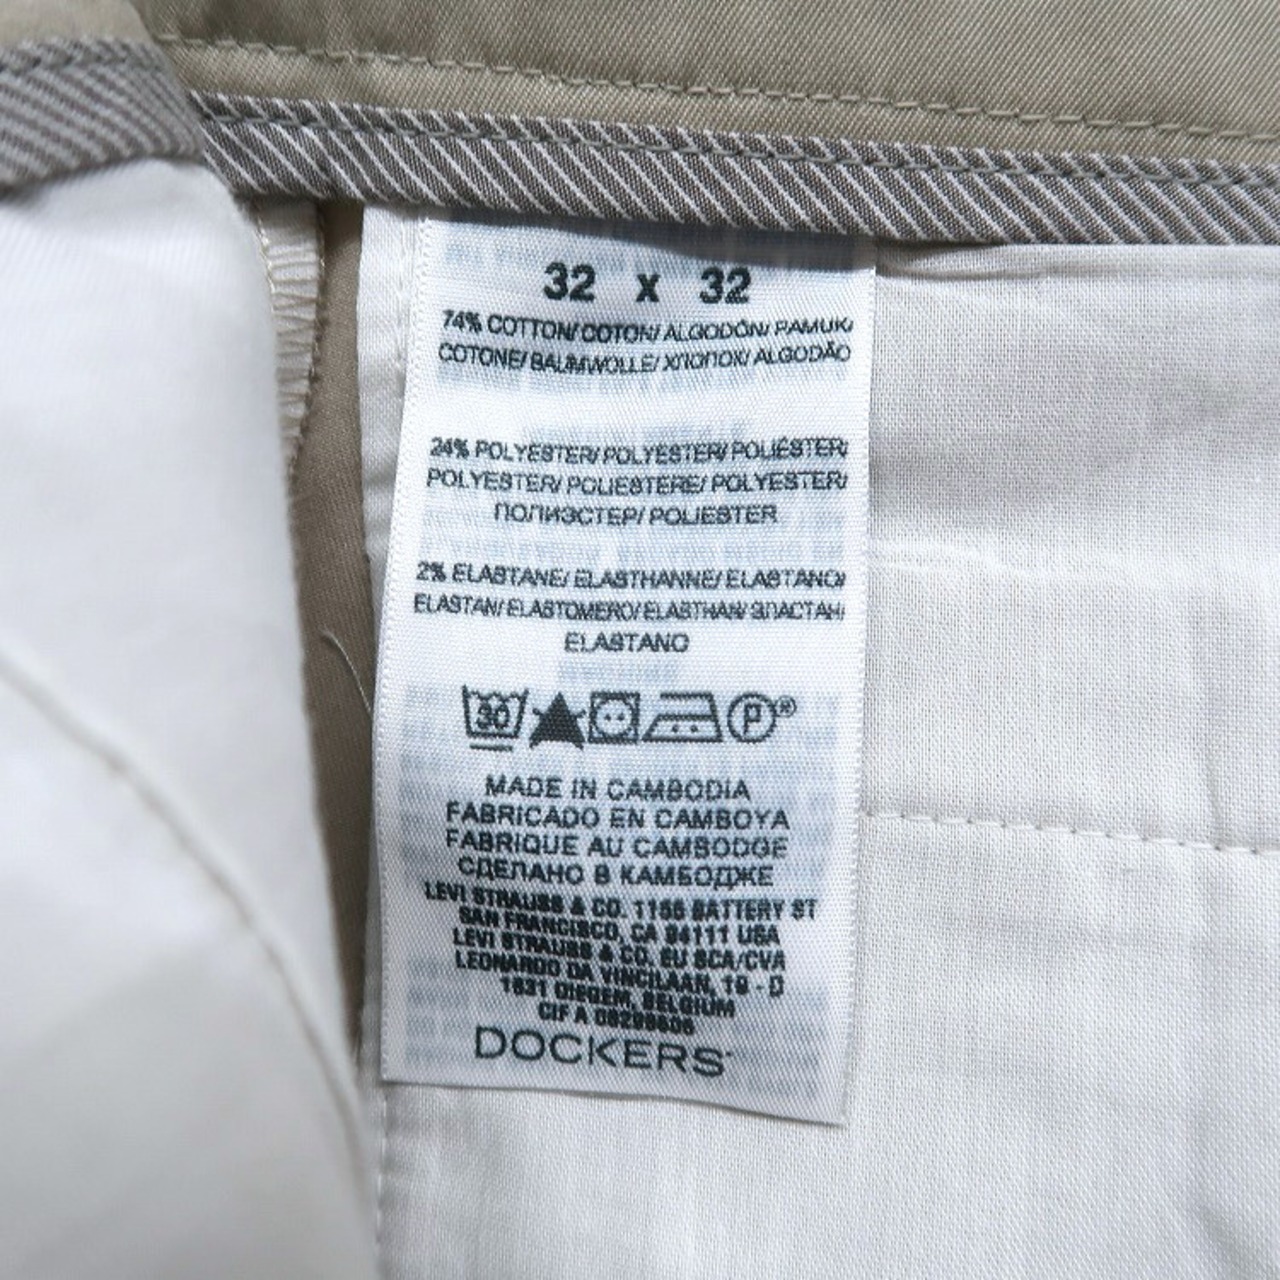 32 x 32
74% COTTON/ COTON/ ALGODÓN/ PAMUK/
COTONE/ BAUMWOLLE/ ХЛОПОК/ ALGODÃO
24% POLYESTER/ POLYESTER/ POLIÉSTER/
POLYESTER/ POLIESTERE/ POLYESTER/
ПОЛИЭСТЕР/ POLIESTER
2% ELASTANE/ ELASTHANNE/ ELASTANO/
ELASTAN/ ELASTOMERO/ ELASTHAN/ ЭЛАСТАН/
ELASTANO
30 P®
MADE IN CAMBODIA
FABRICADO EN CAMBOYA
FABRIQUE AU CAMBODGE
СДЕЛАНО В КАМБОДЖЕ
LEVI STRAUSS & CO. 1155 BATTERY ST
SAN FRANCISCO, CA 94111 USA
LEVI STRAUSS & CO. EU SCA/CVA
LEONARDO DA VINCILAAN, 19 - D
1831 DIEGEM, BELGIUM
CIF A
DOCKERS